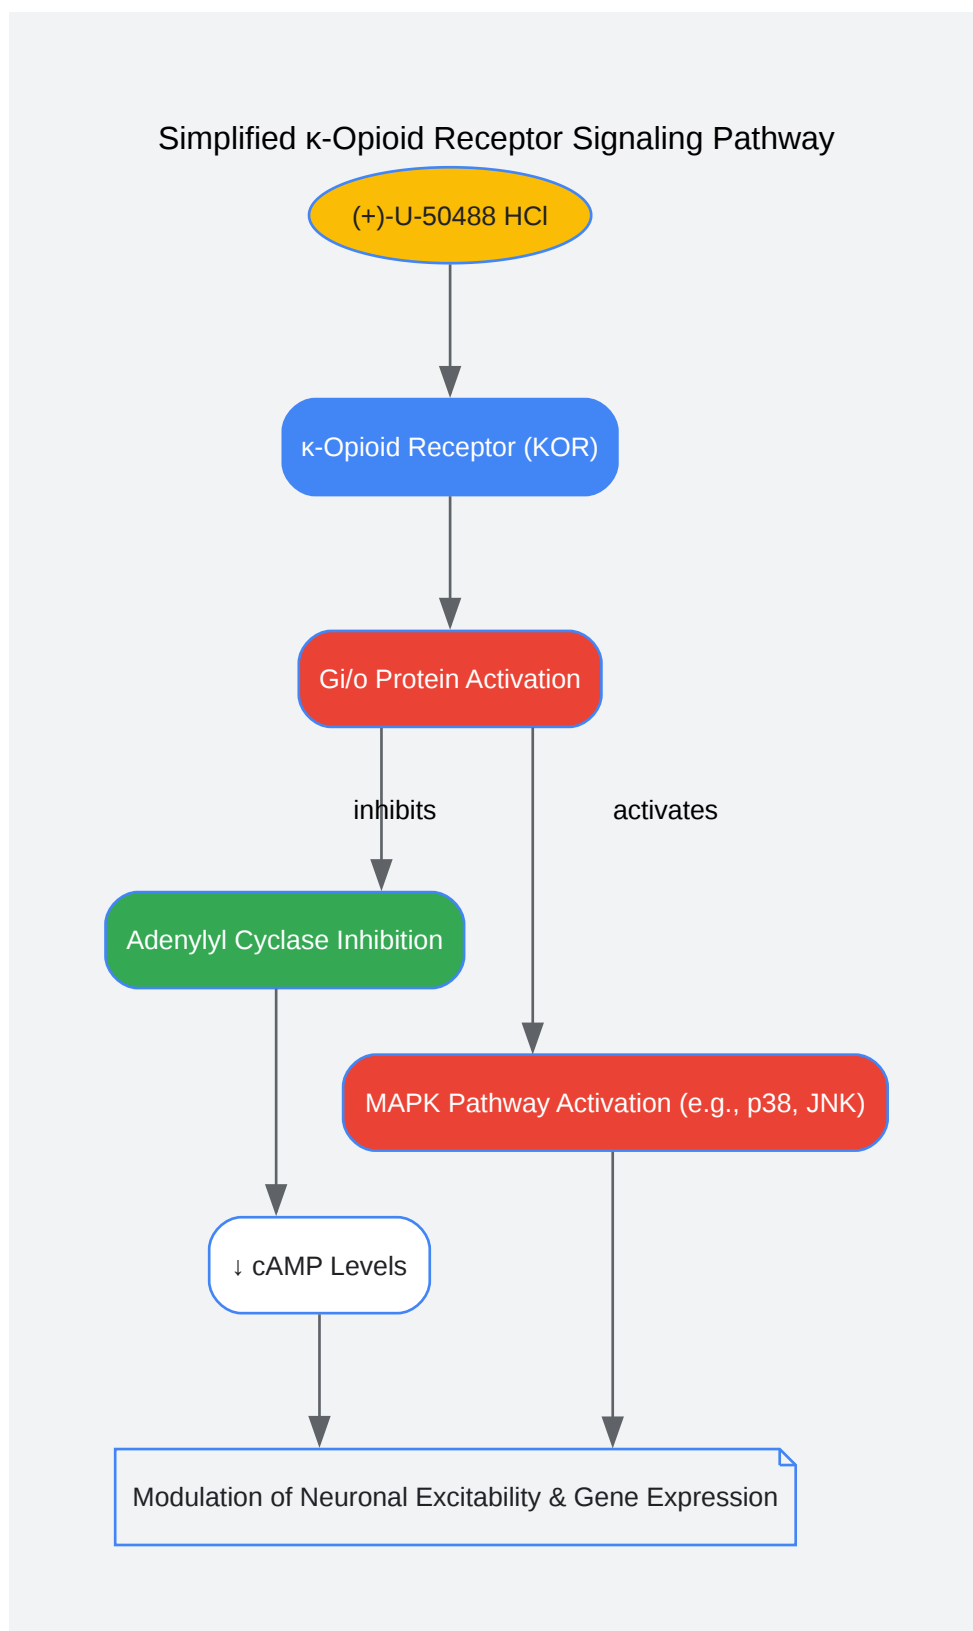 Simplified κ-Opioid Receptor Signaling Pathway
(+)-U-50488 HCl
κ-Opioid Receptor (KOR)
Gi/o Protein Activation
inhibits
activates
Adenylyl Cyclase Inhibition
MAPK Pathway Activation (e.g., p38, JNK)
↓ cAMP Levels
Modulation of Neuronal Excitability & Gene Expression